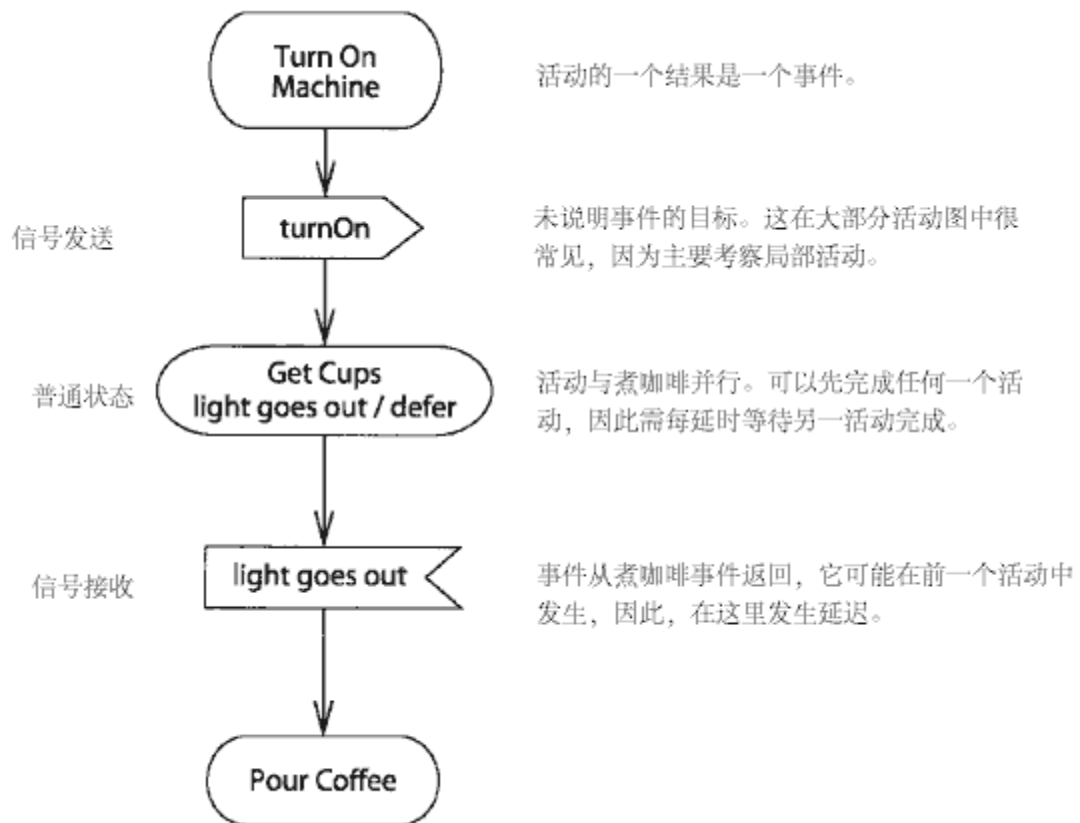 Turn On
Machine
活动的一个结果是一个事件。
信号发送
turnOn
未说明事件的目标。这在大部分活动图中很
常见，因为主要考察局部活动。
普通状态
Get Cups
light goes out / defer
活动与煮咖啡并行。可以先完成任何一个活
动，因此需每延时等待另一活动完成。
信号接收
light goes out
事件从煮咖啡事件返回，它可能在前一个活动中
发生，因此，在这里发生延迟。
Pour Coffee